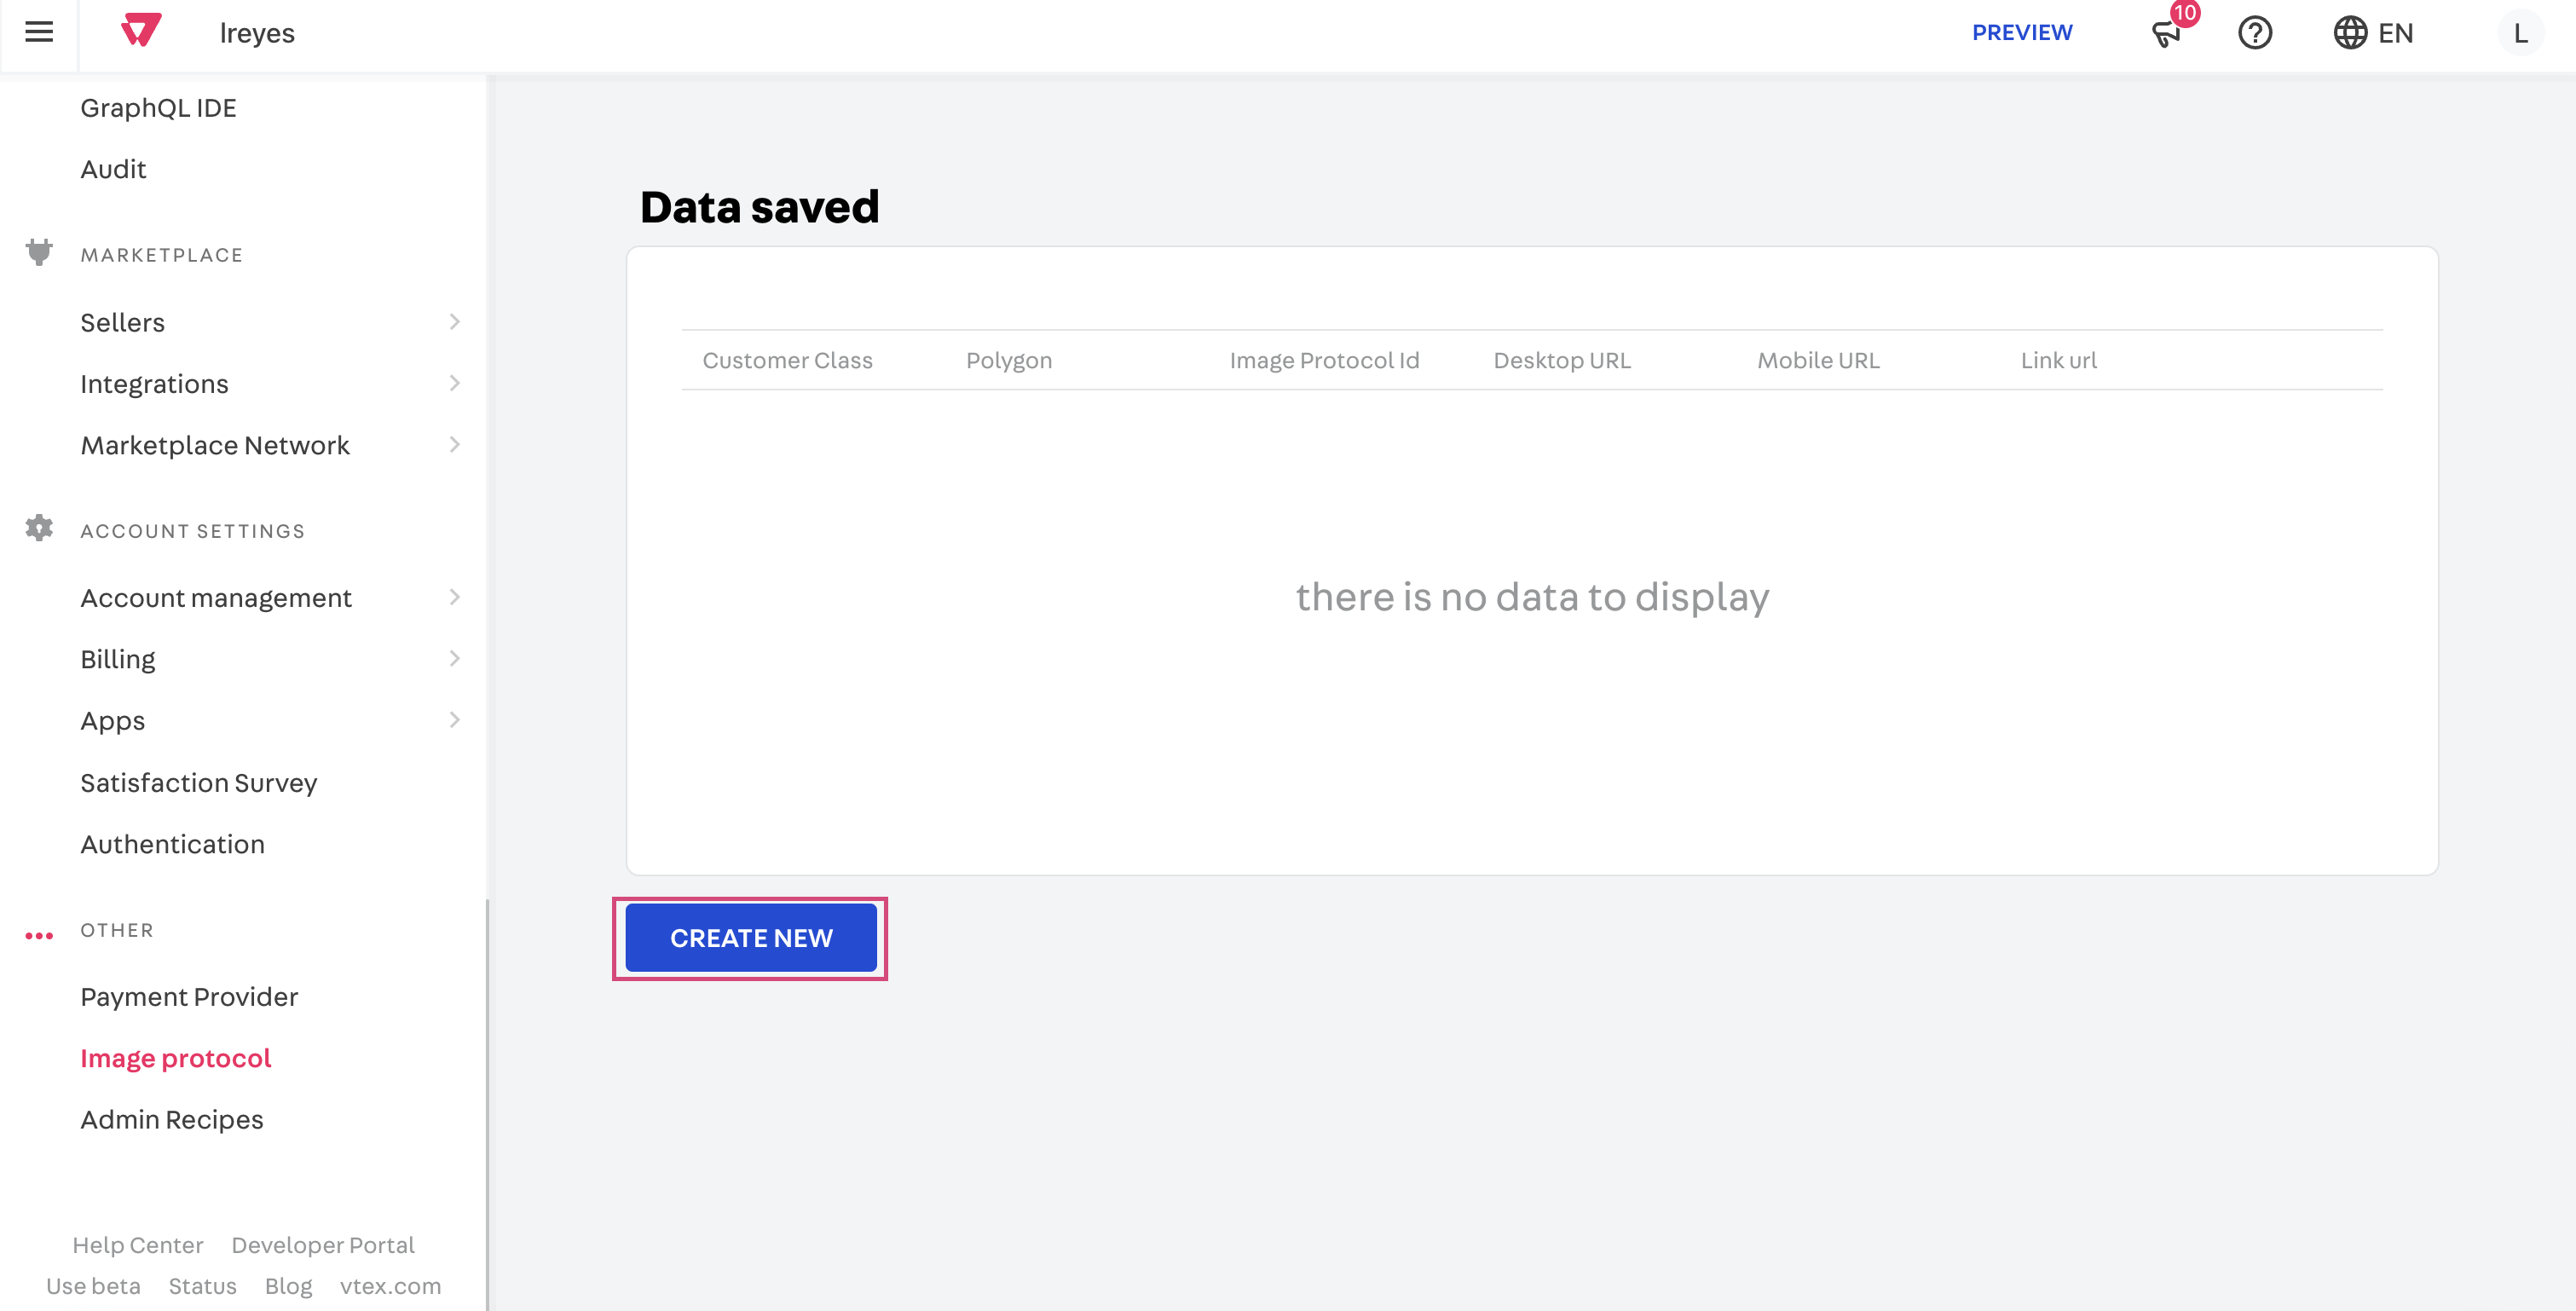 lreyes
PREVIEW
10
EN
L
GraphQL IDE
Audit
MARKETPLACE
Sellers
Integrations
Marketplace Network
ACCOUNT SETTINGS
Account management
Billing
Apps
Satisfaction Survey
Authentication
OTHER
Payment Provider
Image protocol
Admin Recipes
Help Center Developer Portal
Use beta Status Blog vtex.com
Data saved
Customer Class Polygon Image Protocol Id Desktop URL Mobile URL Link url
there is no data to display
CREATE NEW